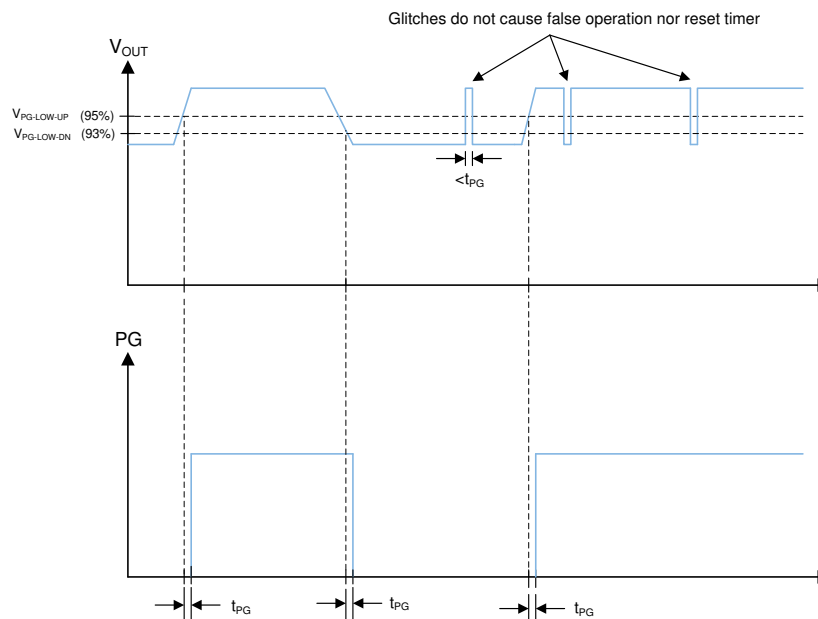 Glitches do not cause false operation nor reset timer
VOUT
VPG-LOW-UP (95%)
VPG-LOW-DN (93%)
<tPG
PG
tPG
tPG
tPG